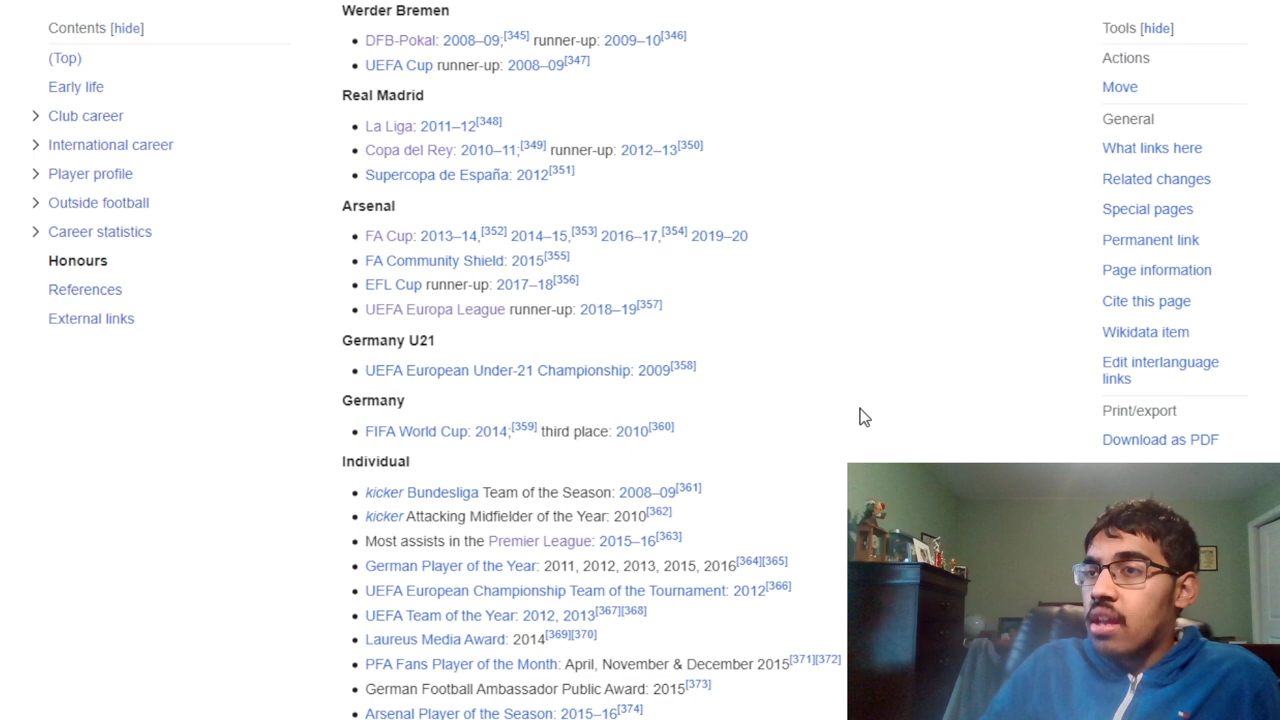 Contents [hide]
(Top)
Early life
Club career
International career
Player profile
Outside football
Career statistics
Honours
References
External links
Werder Bremen
• DFB-Pokal: 2008–09;[345] runner-up: 2009–10[346]
• UEFA Cup runner-up: 2008–09[347]
Real Madrid
• La Liga: 2011–12[348]
• Copa del Rey: 2010–11;[349] runner-up: 2012–13[350]
• Supercopa de España: 2012[351]
Arsenal
• FA Cup: 2013–14,[352] 2014–15,[353] 2016–17,[354] 2019–20
• FA Community Shield: 2015[355]
• EFL Cup runner-up: 2017–18[356]
• UEFA Europa League runner-up: 2018–19[357]
Germany U21
• UEFA European Under-21 Championship: 2009[358]
Germany
• FIFA World Cup: 2014;[359] third place: 2010[360]
Individual
• kicker Bundesliga Team of the Season: 2008–09[361]
• kicker Attacking Midfielder of the Year: 2010[362]
• Most assists in the Premier League: 2015–16[363]
• German Player of the Year: 2011, 2012, 2013, 2015, 2016[364][365]
• UEFA European Championship Team of the Tournament: 2012[366]
• UEFA Team of the Year: 2012, 2013[367][368]
• Laureus Media Award: 2014[369][370]
• PFA Fans Player of the Month: April, November & December 2015[371][372]
• German Football Ambassador Public Award: 2015[373]
• Arsenal Player of the Season: 2015–16[374]
Tools [hide]
Actions
Move
General
What links here
Related changes
Special pages
Permanent link
Page information
Cite this page
Wikidata item
Edit interlanguage
links
Print/export
Download as PDF